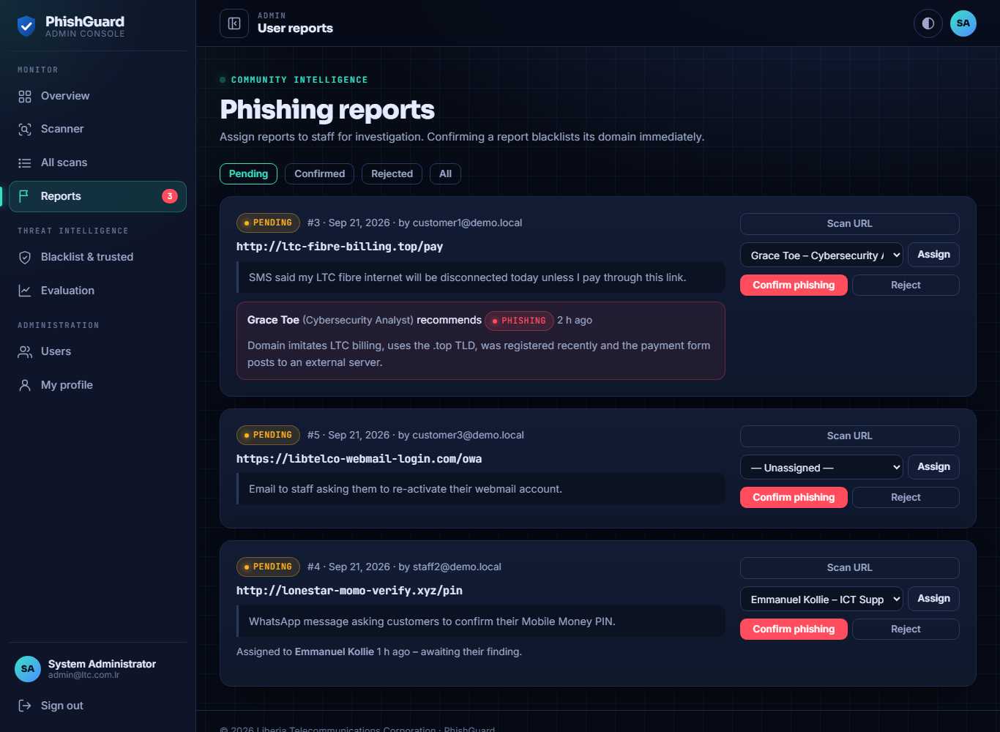 PhishGuard
ADMIN CONSOLE
MONITOR
Overview
Scanner
All scans
Reports 3
THREAT INTELLIGENCE
Blacklist & trusted
Evaluation
ADMINISTRATION
Users
My profile
SA
System Administrator
admin@ltc.com.lr
Sign out
ADMIN
User reports
SA
COMMUNITY INTELLIGENCE
Phishing reports
Assign reports to staff for investigation. Confirming a report blacklists its domain immediately.
Pending Confirmed Rejected All
PENDING #3 · Sep 21, 2026 · by customer1@demo.local
http://ltc-fibre-billing.top/pay
SMS said my LTC fibre internet will be disconnected today unless I pay through this link.
Grace Toe (Cybersecurity Analyst) recommends PHISHING 2 h ago
Domain imitates LTC billing, uses the .top TLD, was registered recently and the payment form
posts to an external server.
Scan URL
Grace Toe – Cybersecurity Assign
Confirm phishing Reject
PENDING #5 · Sep 21, 2026 · by customer3@demo.local
https://libtelco-webmail-login.com/owa
Email to staff asking them to re-activate their webmail account.
Scan URL
— Unassigned — Assign
Confirm phishing Reject
PENDING #4 · Sep 21, 2026 · by staff2@demo.local
http://lonestar-momo-verify.xyz/pin
WhatsApp message asking customers to confirm their Mobile Money PIN.
Assigned to Emmanuel Kollie 1 h ago – awaiting their finding.
Scan URL
Emmanuel Kollie – ICT Supp Assign
Confirm phishing Reject
© 2026 Liberia Telecommunications Corporation · PhishGuard